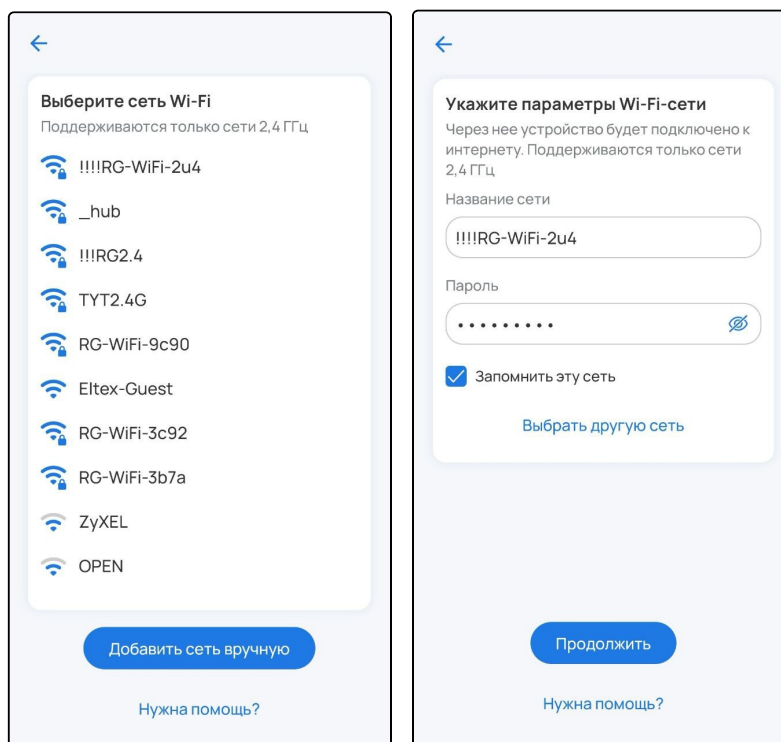 Выберите сеть Wi-Fi
Поддерживаются только сети 2,4 ГГц
!!!!RG-WiFi-2u4
_hub
!!!RG2.4
TYT2.4G
RG-WiFi-9c90
Eltex-Guest
RG-WiFi-3c92
RG-WiFi-3b7a
ZyXEL
OPEN
Добавить сеть вручную
Нужна помощь?
Укажите параметры Wi-Fi-сети
Через нее устройство будет подключено к
интернету. Поддерживаются только сети
2,4 ГГц
Название сети
!!!!RG-WiFi-2u4
Пароль
•••••••••
Запомнить эту сеть
Выбрать другую сеть
Продолжить
Нужна помощь?